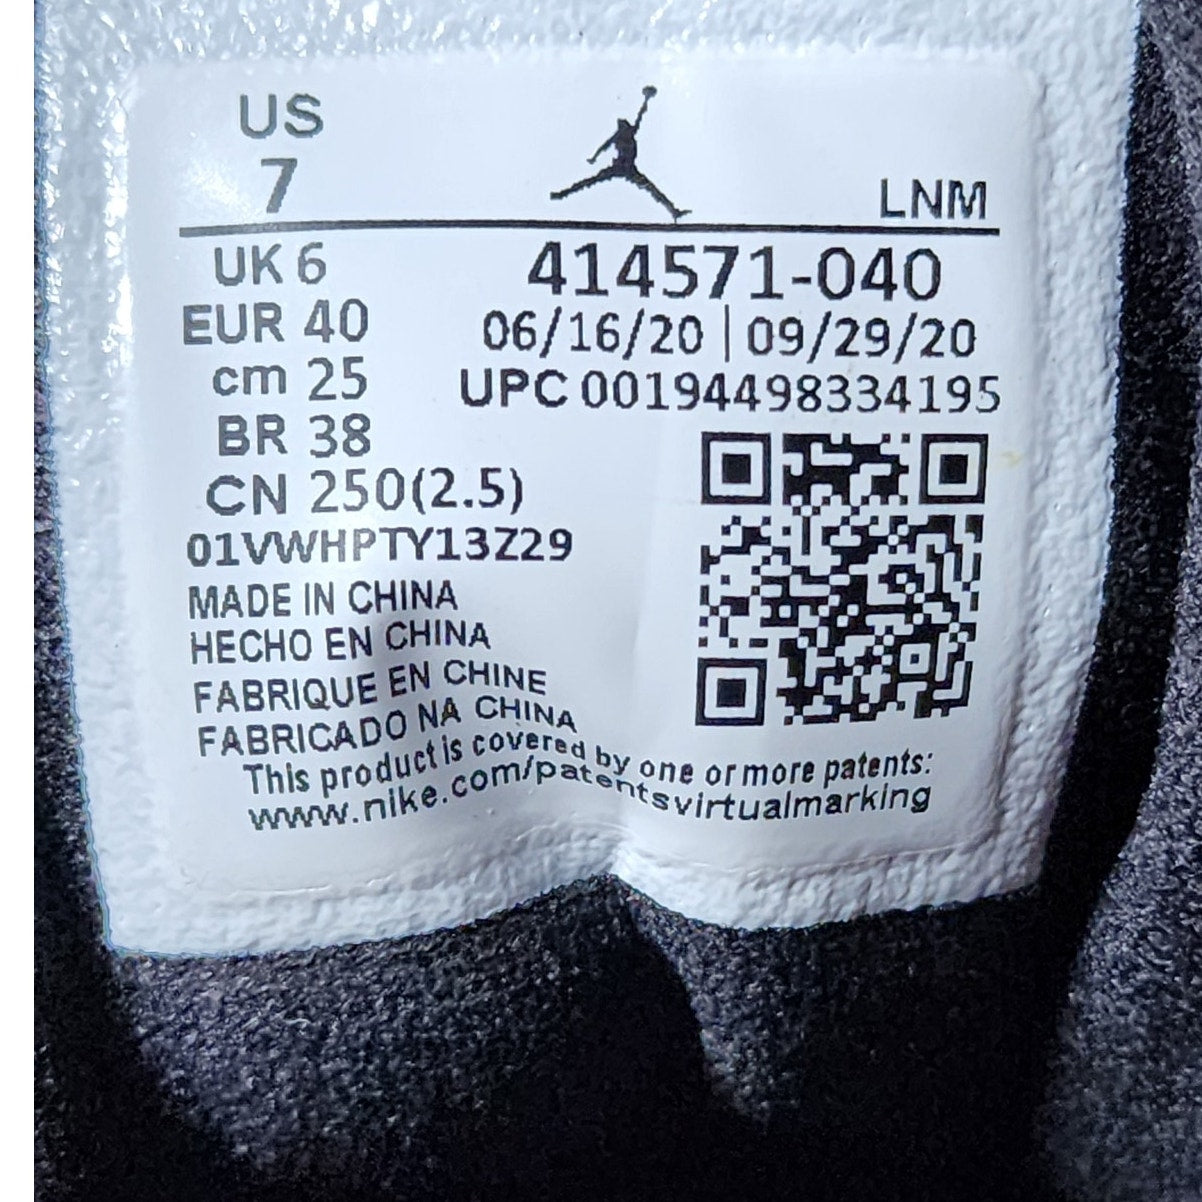 US
7
LNM
UK 6
414571-040
EUR 40
06/16/20 | 09/29/20
cm 25
UPC 00194498334195
BR 38
CN 250(2.5)
01VWHPTY13Z29
MADE IN CHINA
HECHO EN CHINA
FABRIQUE EN CHINE
FABRICADO NA CHINA
This product is covered by one or more patents:
www.nike.com/patentsvirtualmarking